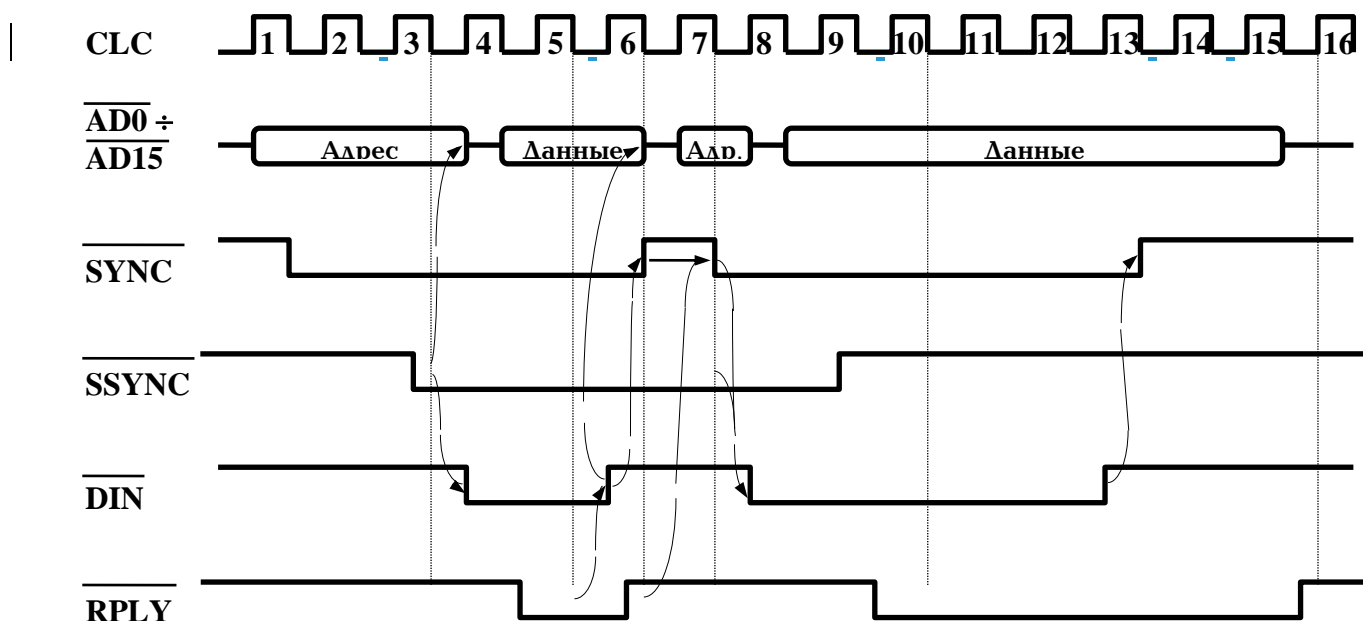 CLC 1 2 3 4 5 6 7 8 9 10 11 12 13 14 15 16
AD0 ÷
AD15
Адрес Данные Адр. Данные
SYNC
SSYNC
DIN
RPLY